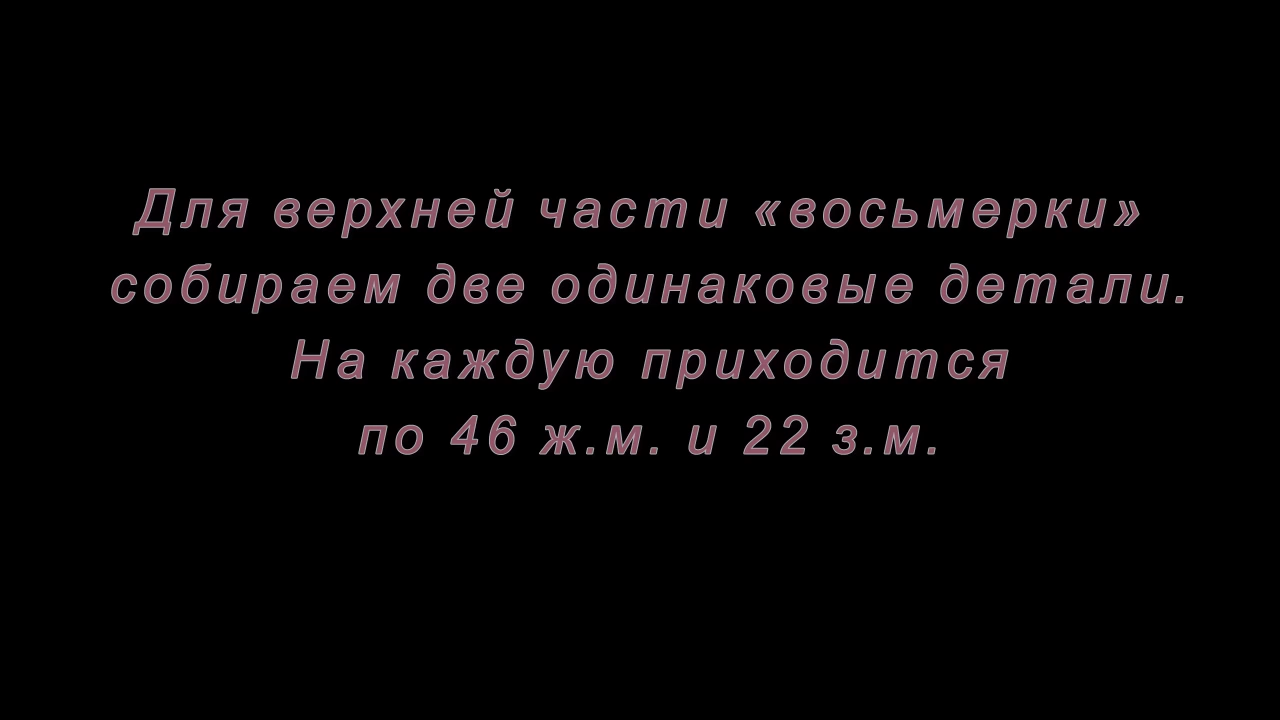 Для верхней части «восьмерки»
собираем две одинаковые детали.
На каждую приходится
по 46 ж.м. и 22 з.м.